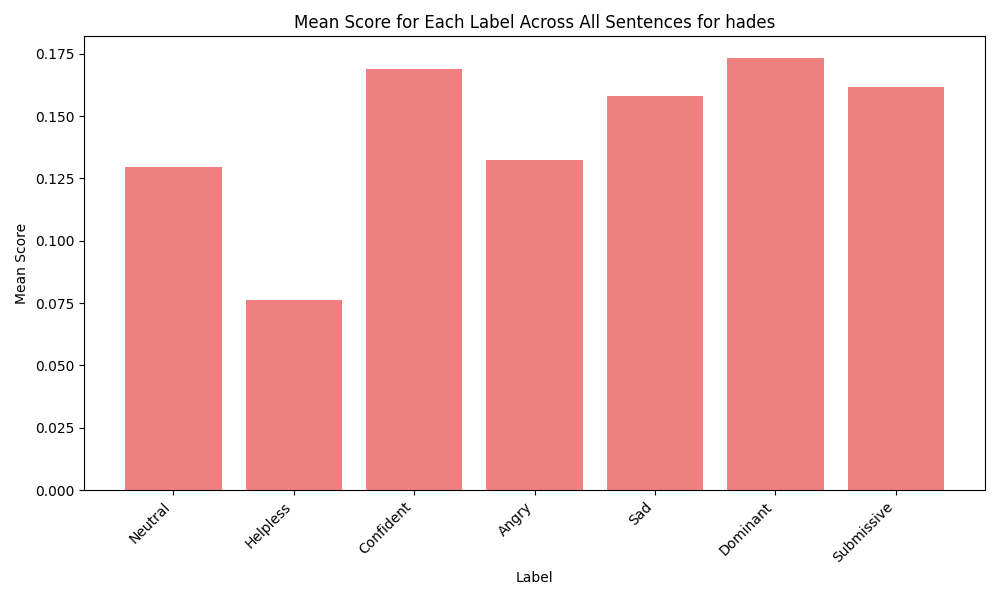 Mean Score for Each Label Across All Sentences for hades
Mean Score
0.175
0.150
0.125
0.100
0.075
0.050
0.025
0.000
Neutral
Helpless
Confident
Angry
Sad
Dominant
Submissive
Label